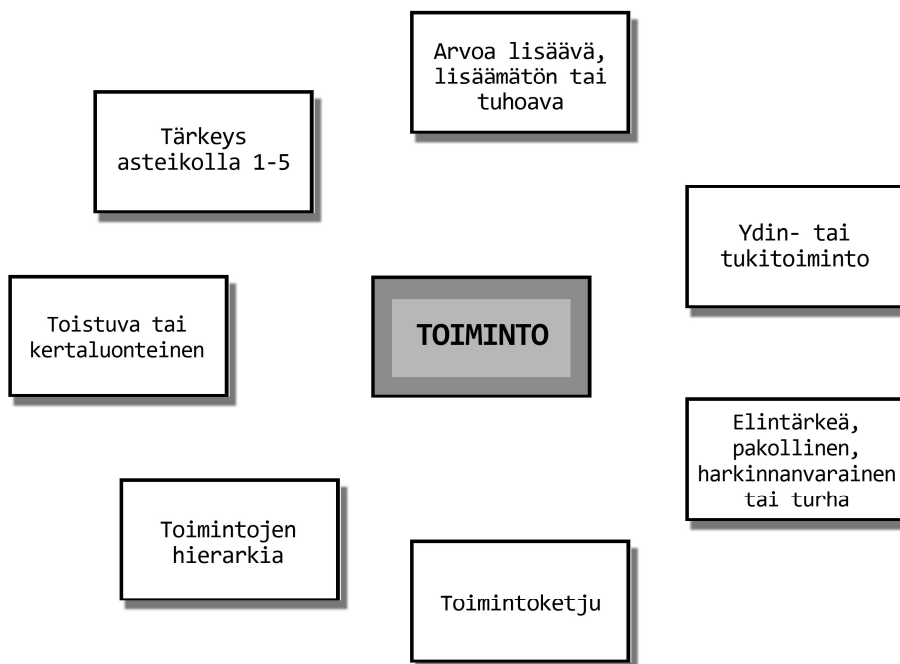 Arvoa lisäävä,
lisäämätön tai
tuhoava
Tärkeys
asteikolla 1-5
Ydin- tai
tukitoiminto
Toistuva tai
kertaluonteinen
TOIMINTO
Elintärkeä,
pakollinen,
harkinnanvarainen
tai turha
Toimintojen
hierarkia
Toimintoketju